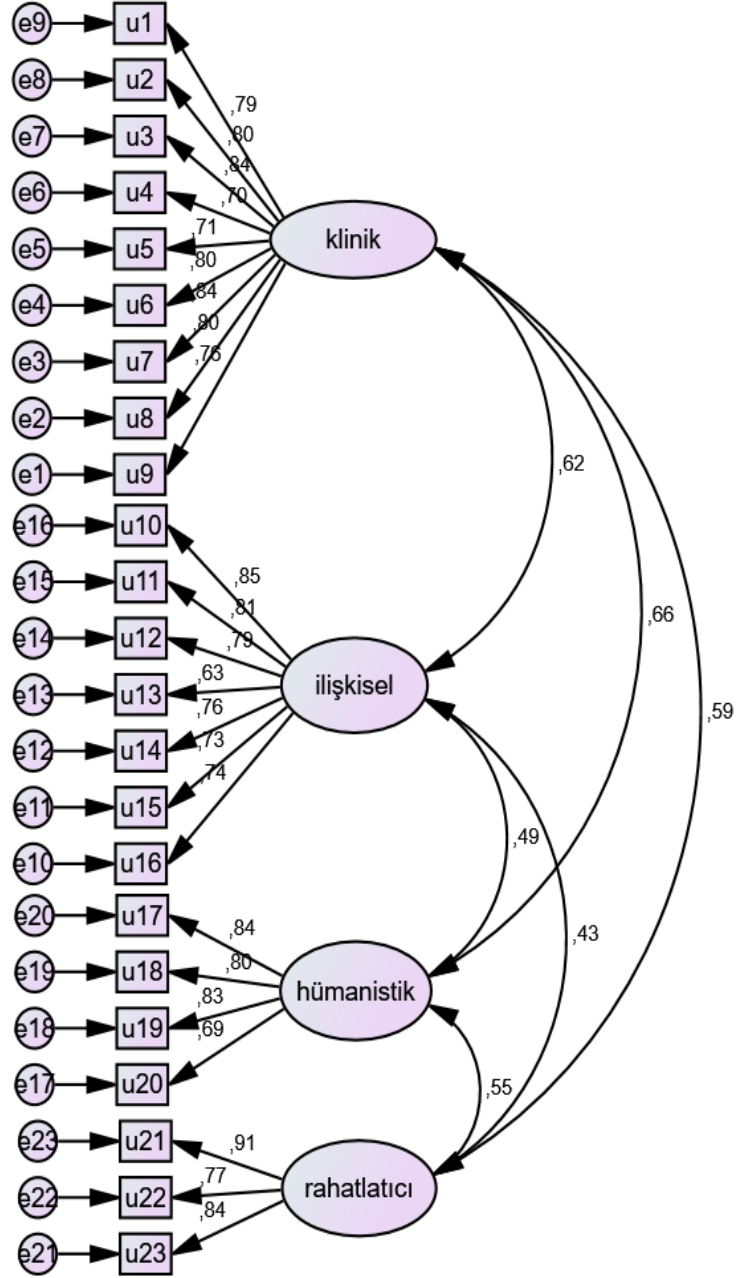 e9 u1
e8 u2
,79
e7 u3
,80
,84
e6 u4
,70
e5 u5
,71
klinik
,80
e4 u6
,84
,80
e3 u7
,76
e2 u8
e1 u9
,62
e16 u10
e15 u11
,85
,81
e14 u12
,79
,66
e13 u13
,63
ilişkisel
,76
e12 u14
,73
,59
e11 u15
,74
e10 u16
,49
e20 u17
,84
,43
e19 u18
,80
hümanistik
,83
e18 u19
,69
e17 u20
,55
e23 u21
,91
e22 u22
,77
rahatlatıcı
,84
e21 u23